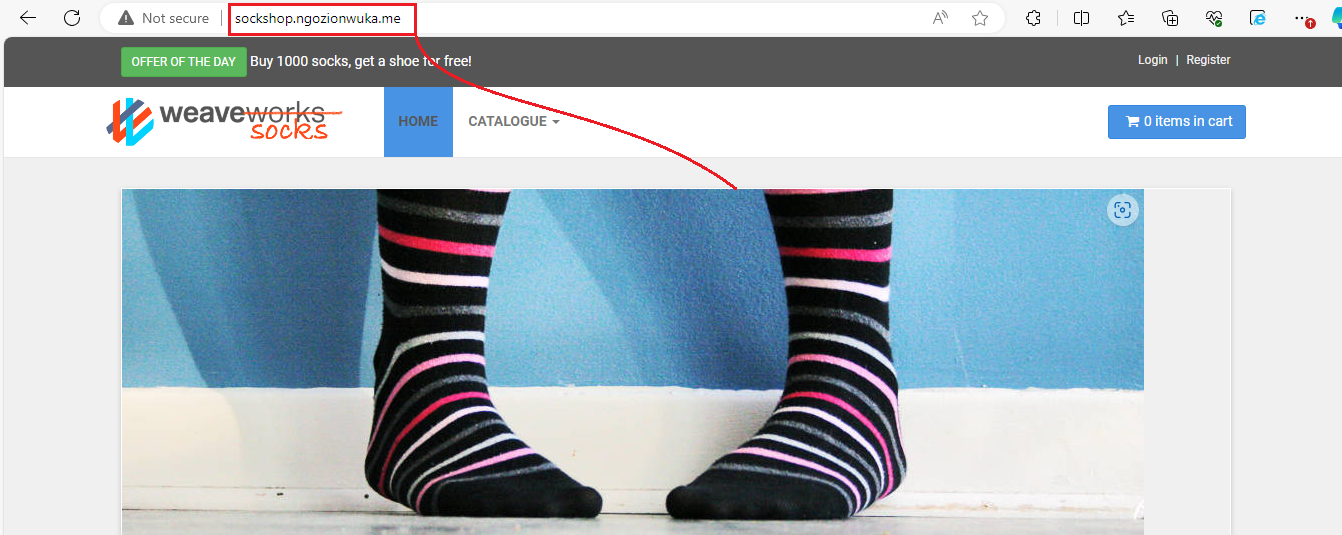 Not secure sockshop.ngozionwuka.me
OFFER OF THE DAY Buy 1000 socks, get a shoe for free! Login | Register
weaveworks socks HOME CATALOGUE 0 items in cart